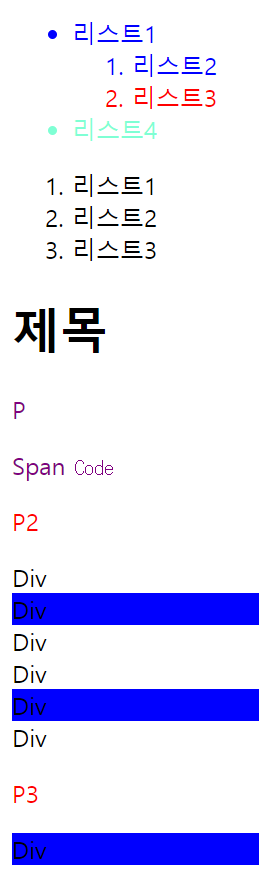 • 리스트1
1. 리스트2
2. 리스트3
• 리스트4
1. 리스트1
2. 리스트2
3. 리스트3
제목
P
Span Code
P2
Div
Div
Div
Div
Div
Div
P3
Div